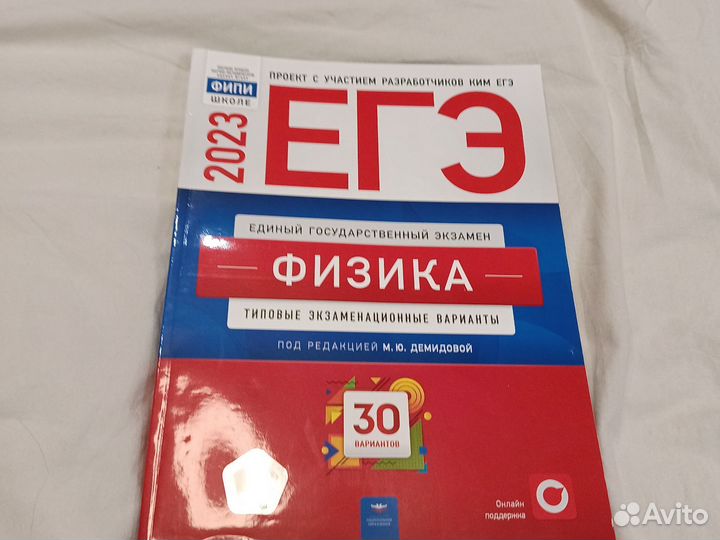 ПРОЕКТ С УЧАСТИЕМ РАЗРАБОТЧИКОВ КИМ ЕГЭ
ФИПИ
ШКОЛЕ
2023
ЕГЭ
ЕДИНЫЙ ГОСУДАРСТВЕННЫЙ ЭКЗАМЕН
ФИЗИКА
ТИПОВЫЕ ЭКЗАМЕНАЦИОННЫЕ ВАРИАНТЫ
ПОД РЕДАКЦИЕЙ М.Ю. ДЕМИДОВОЙ
30
ВАРИАНТОВ
Онлайн
поддержка
Avito